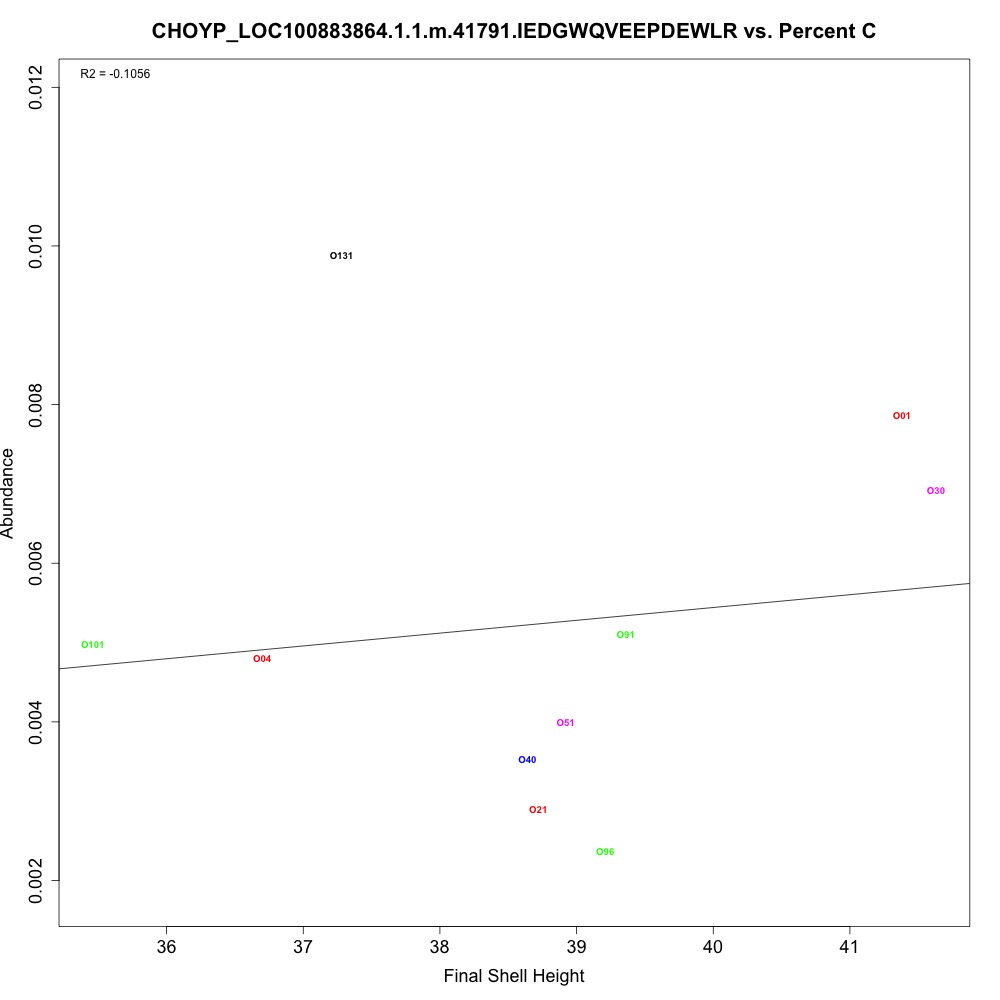 CHOYP_LOC100883864.1.1.m.41791.IEDGWQVEEPDEWLR vs. Percent C
R2 = -0.1056
0.012
0.010
0.008
0.006
0.004
0.002
Abundance
O131
O01
O30
O91
O101
O04
O51
O40
O21
O96
36 37 38 39 40 41
Final Shell Height